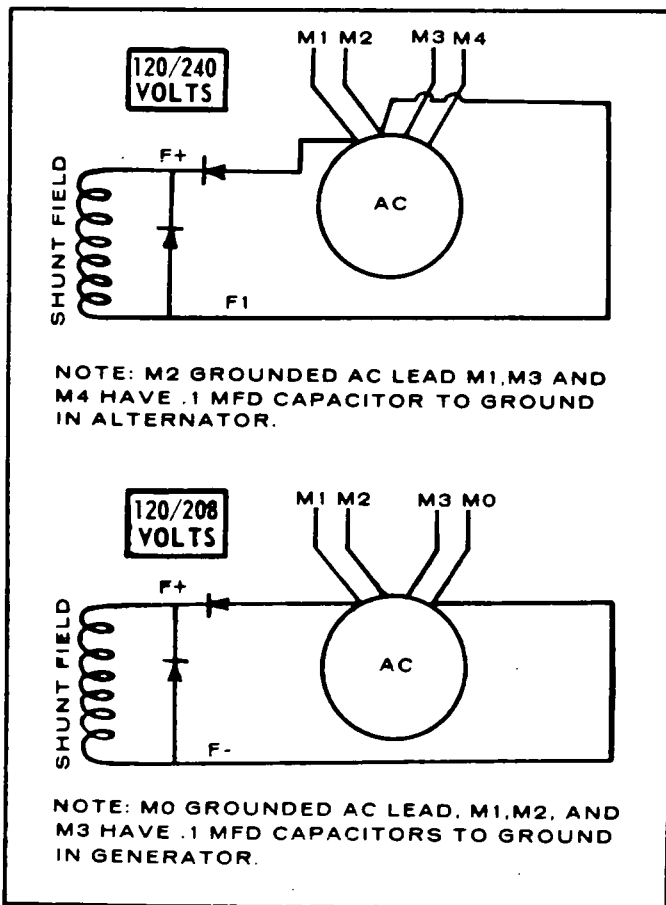 M1 M2 M3 M4
120/240
VOLTS
F+
AC
SHUNT FIELD
F1
NOTE: M2 GROUNDED AC LEAD M1,M3 AND
M4 HAVE .1 MFD CAPACITOR TO GROUND
IN ALTERNATOR.
M1 M2 M3 M0
120/208
VOLTS
F+
AC
SHUNT FIELD
F-
NOTE: M0 GROUNDED AC LEAD, M1,M2, AND
M3 HAVE .1 MFD CAPACITORS TO GROUND
IN GENERATOR.